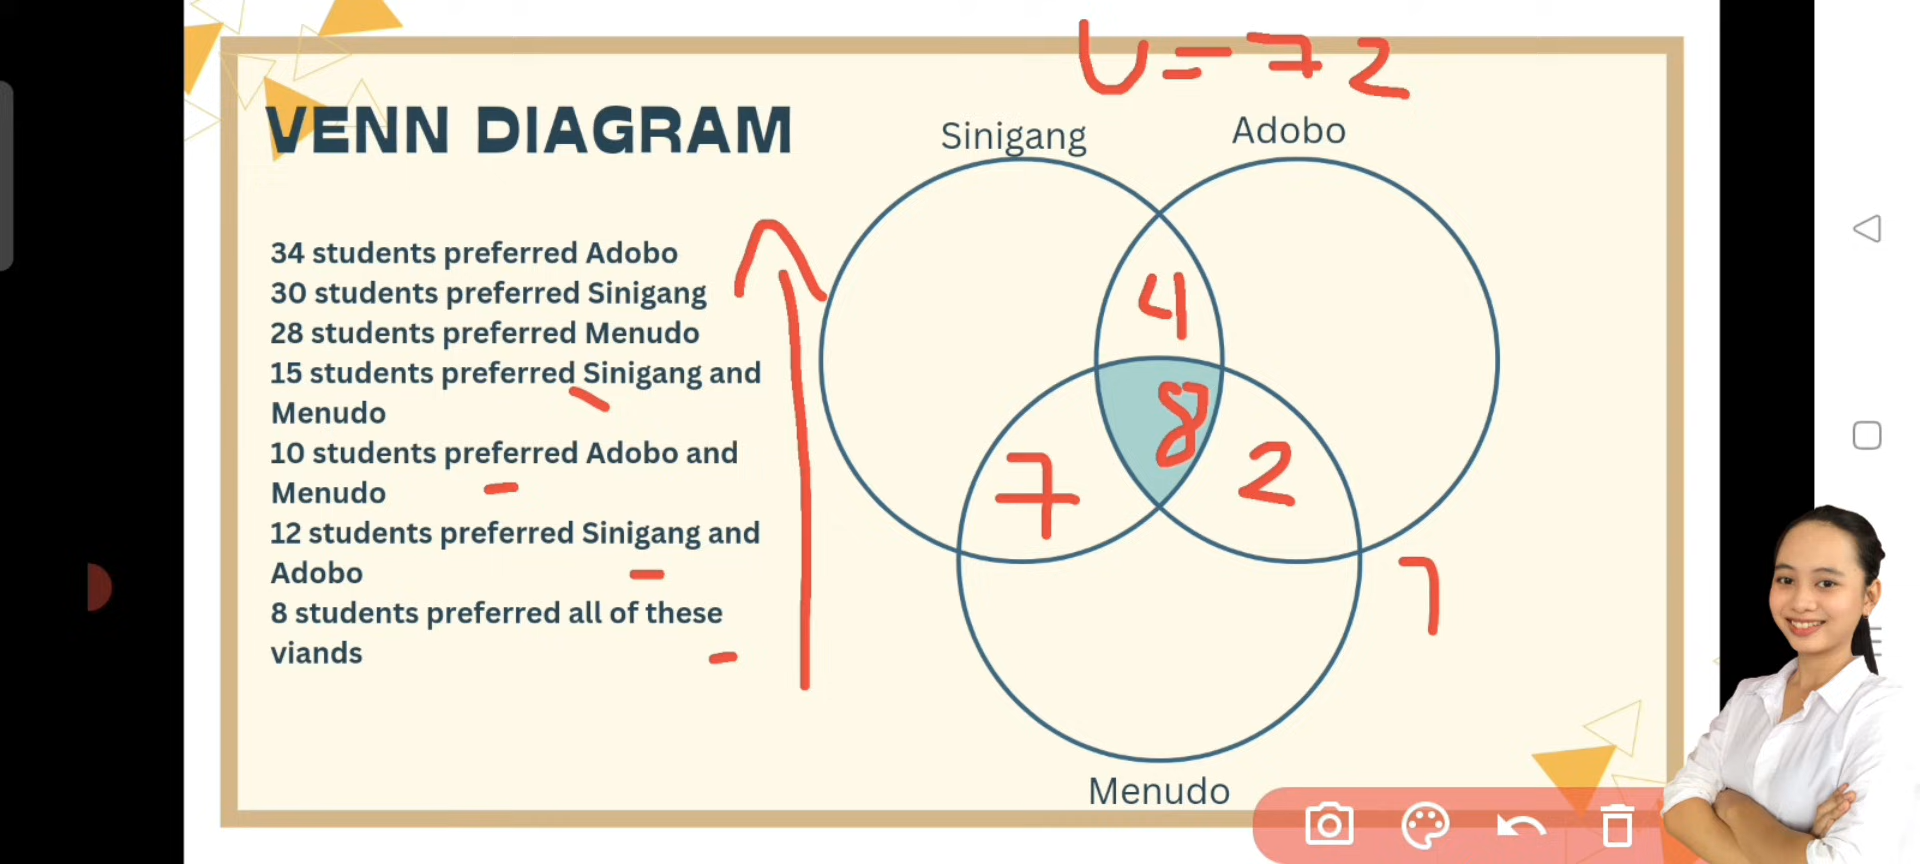 U = 72
VENN DIAGRAM
Sinigang
Adobo
34 students preferred Adobo
30 students preferred Sinigang
28 students preferred Menudo
15 students preferred Sinigang and
Menudo
10 students preferred Adobo and
Menudo
12 students preferred Sinigang and
Adobo
8 students preferred all of these
viands
4
8
7
2
Menudo